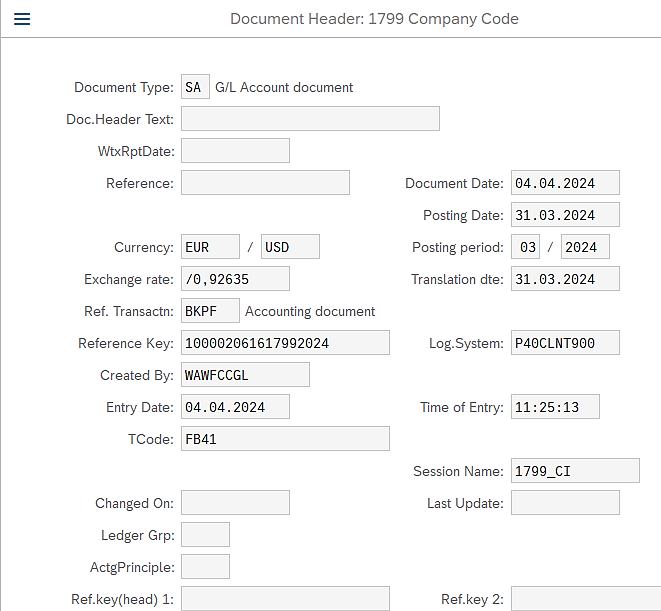 Document Header: 1799 Company Code
Document Type: SA G/L Account document
Doc.Header Text:
WtxRptDate:
Reference: Document Date: 04.04.2024
Posting Date: 31.03.2024
Currency: EUR / USD Posting period: 03 / 2024
Exchange rate: /0,92635 Translation dte: 31.03.2024
Ref. Transactn: BKPF Accounting document
Reference Key: 100002061617992024 Log.System: P40CLNT900
Created By: WAWFCCGL
Entry Date: 04.04.2024 Time of Entry: 11:25:13
TCode: FB41
Session Name: 1799_CI
Changed On: Last Update:
Ledger Grp:
ActgPrinciple:
Ref.key(head) 1: Ref.key 2: